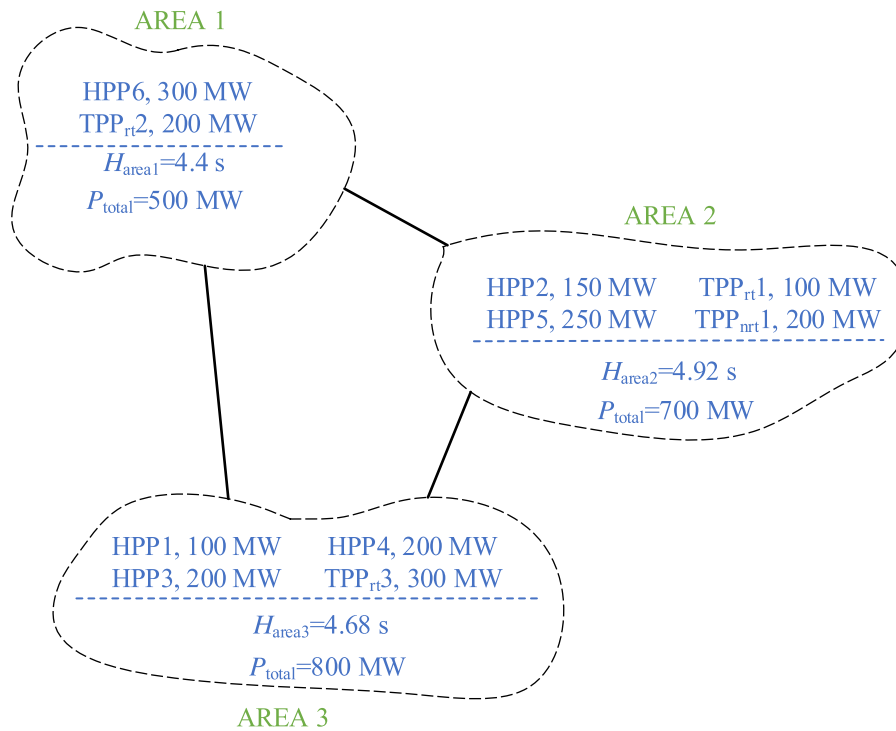 AREA 1
HPP6, 300 MW
TPPrt2, 200 MW
Harea1=4.4 s
Ptotal=500 MW
AREA 2
HPP2, 150 MW TPPrt1, 100 MW
HPP5, 250 MW TPPnrt1, 200 MW
Harea2=4.92 s
Ptotal=700 MW
HPP1, 100 MW HPP4, 200 MW
HPP3, 200 MW TPPrt3, 300 MW
Harea3=4.68 s
Ptotal=800 MW
AREA 3